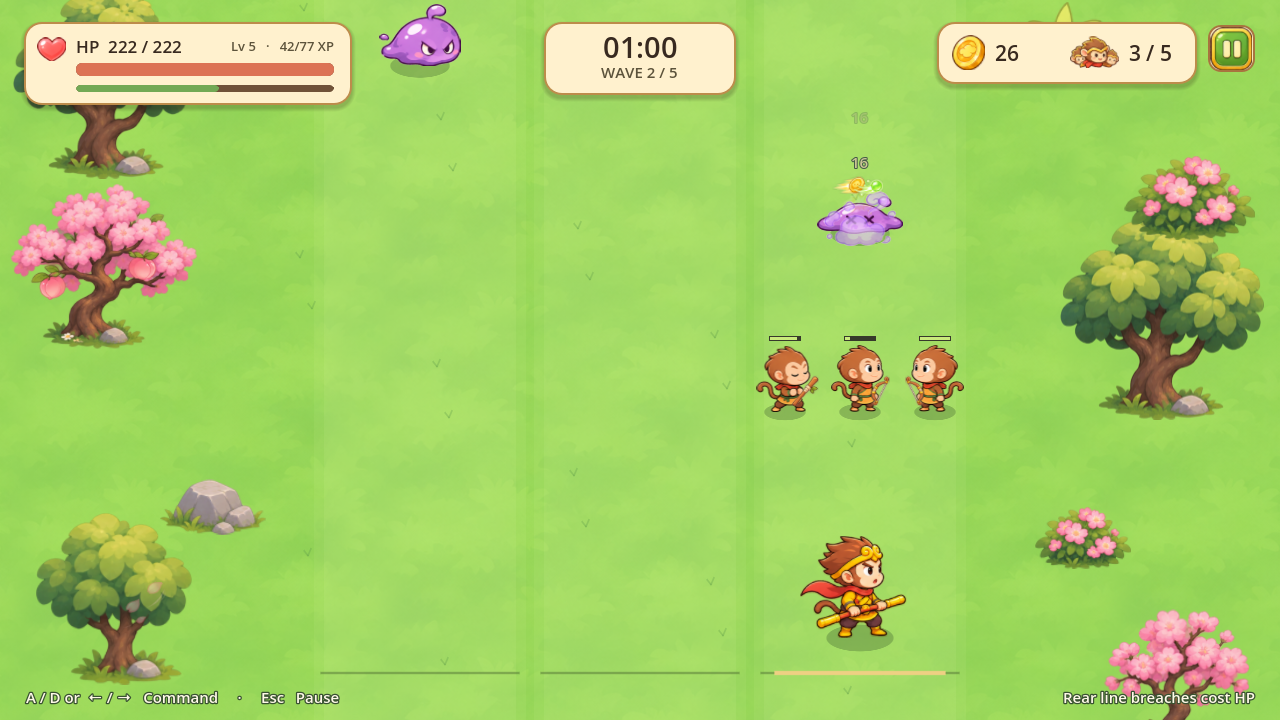 HP 222 / 222
Lv 5 · 42/77 XP
01:00
WAVE 2 / 5
26
3 / 5
16
16
A / D or ← / → Command · Esc Pause
Rear line breaches cost HP